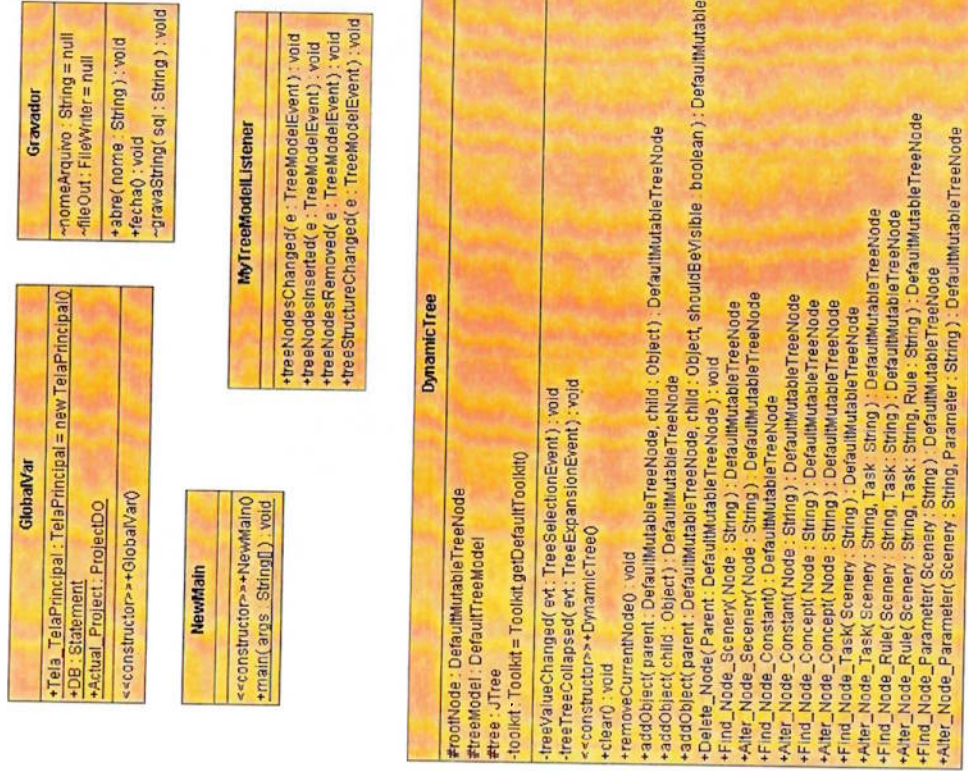 GlobalVar
+Tela_TelaPrincipal : TelaPrincipal = new TelaPrincipal()
+DB : Statement
+Actual_Project : ProjectDO
<<constructor>>+GlobalVar()
Gravador
~nomeArquivo : String = null
~fileOut : FileWriter = null
+abre( nome : String ) : void
+fecha() : void
~gravaString( sql : String ) : void
NewMain
<<constructor>>+NewMain()
+main( args : String[] ) : void
MyTreeModelListener
+treeNodesChanged( e : TreeModelEvent ) : void
+treeNodesInserted( e : TreeModelEvent ) : void
+treeNodesRemoved( e : TreeModelEvent ) : void
+treeStructureChanged( e : TreeModelEvent ) : void
DynamicTree
#rootNode : DefaultMutableTreeNode
#treeModel : DefaultTreeModel
#tree : JTree
-toolkit : Toolkit = Toolkit.getDefaultToolkit()
-treeValueChanged( evt : TreeSelectionEvent ) : void
-treeTreeCollapsed( evt : TreeExpansionEvent ) : void
<<constructor>>+DynamicTree()
+clear() : void
+removeCurrentNode() : void
+addObject( parent : DefaultMutableTreeNode, child : Object ) : DefaultMutableTreeNode
+addObject( child : Object ) : DefaultMutableTreeNode
+addObject( parent : DefaultMutableTreeNode, child : Object, shouldBeVisible : boolean ) : DefaultMutable
+Delete_Node( Parent : DefaultMutableTreeNode ) : void
+Find_Node_Scenery( Node : String ) : DefaultMutableTreeNode
+Alter_Node_Secenery( Node : String ) : DefaultMutableTreeNode
+Find_Node_Constant() : DefaultMutableTreeNode
+Alter_Node_Constant( Node : String ) : DefaultMutableTreeNode
+Find_Node_Concept( Node : String ) : DefaultMutableTreeNode
+Alter_Node_Concept( Node : String ) : DefaultMutableTreeNode
+Find_Node_Task( Scenery : String ) : DefaultMutableTreeNode
+Alter_Node_Task( Scenery : String, Task : String ) : DefaultMutableTreeNode
+Find_Node_Rule( Scenery : String, Task : String ) : DefaultMutableTreeNode
+Alter_Node_Rule( Scenery : String, Task : String, Rule : String ) : DefaultMutableTreeNode
+Find_Node_Parameter( Scenery : String ) : DefaultMutableTreeNode
+Alter_Node_Parameter( Scenery : String, Parameter : String ) : DefaultMutableTreeNode